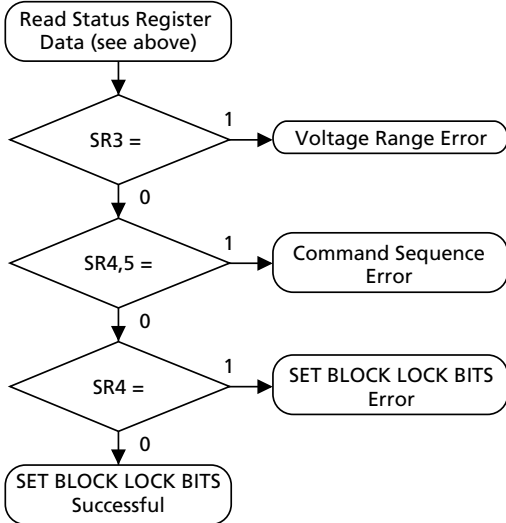 Read Status Register
Data (see above)
1
SR3 =
Voltage Range Error
0
1
SR4,5 =
Command Sequence
Error
0
1
SR4 =
SET BLOCK LOCK BITS
Error
0
SET BLOCK LOCK BITS
Successful